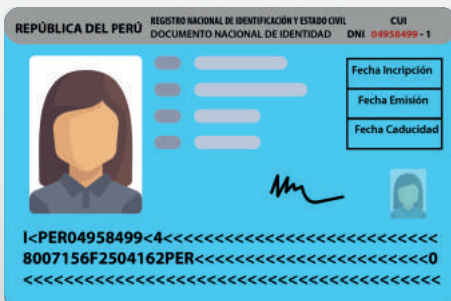 REPÚBLICA DEL PERÚ
REGISTRO NACIONAL DE IDENTIFICACIÓN Y ESTADO CIVIL
DOCUMENTO NACIONAL DE IDENTIDAD
CUI
DNI 04958499 - 1
Fecha Incripción
Fecha Emisión
Fecha Caducidad
I<PER04958499<4<<<<<<<<<<<<<<<<<<<<<<<<<<<
8007156F2504162PER<<<<<<<<<<<<<<<<<<<<<<<0
<<<<<<<<<<<<<<<<<<<<<<<<<<<<<<<<<<<<<<<<<